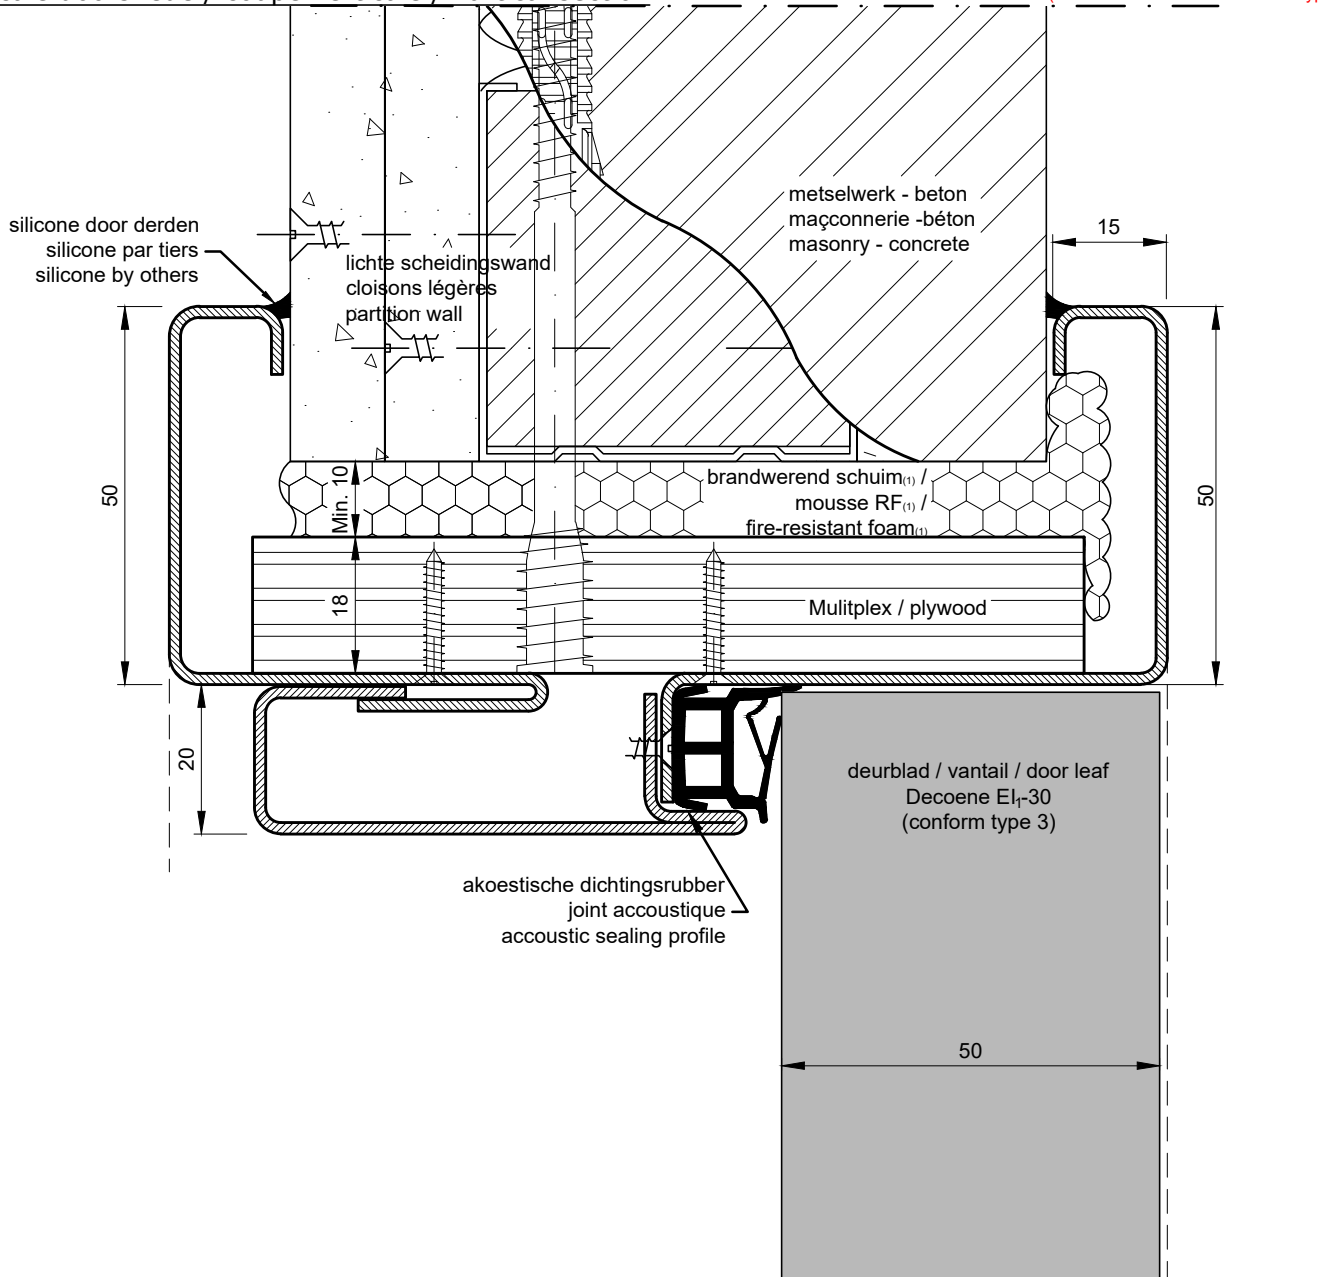 metselwerk - beton
maçconnerie -béton
masonry - concrete
15
silicone door derden
silicone par tiers
silicone by others
lichte scheidingswand
cloisons légères
partition wall
50
Min. 10
brandwerend schuim(1) /
mousse RF(1) /
fire-resistant foam(1)
50
18
Mulitplex / plywood
20
deurblad / vantail / door leaf
Decoene EI1-30
(conform type 3)
akoestische dichtingsrubber
joint accoustique
accoustic sealing profile
50